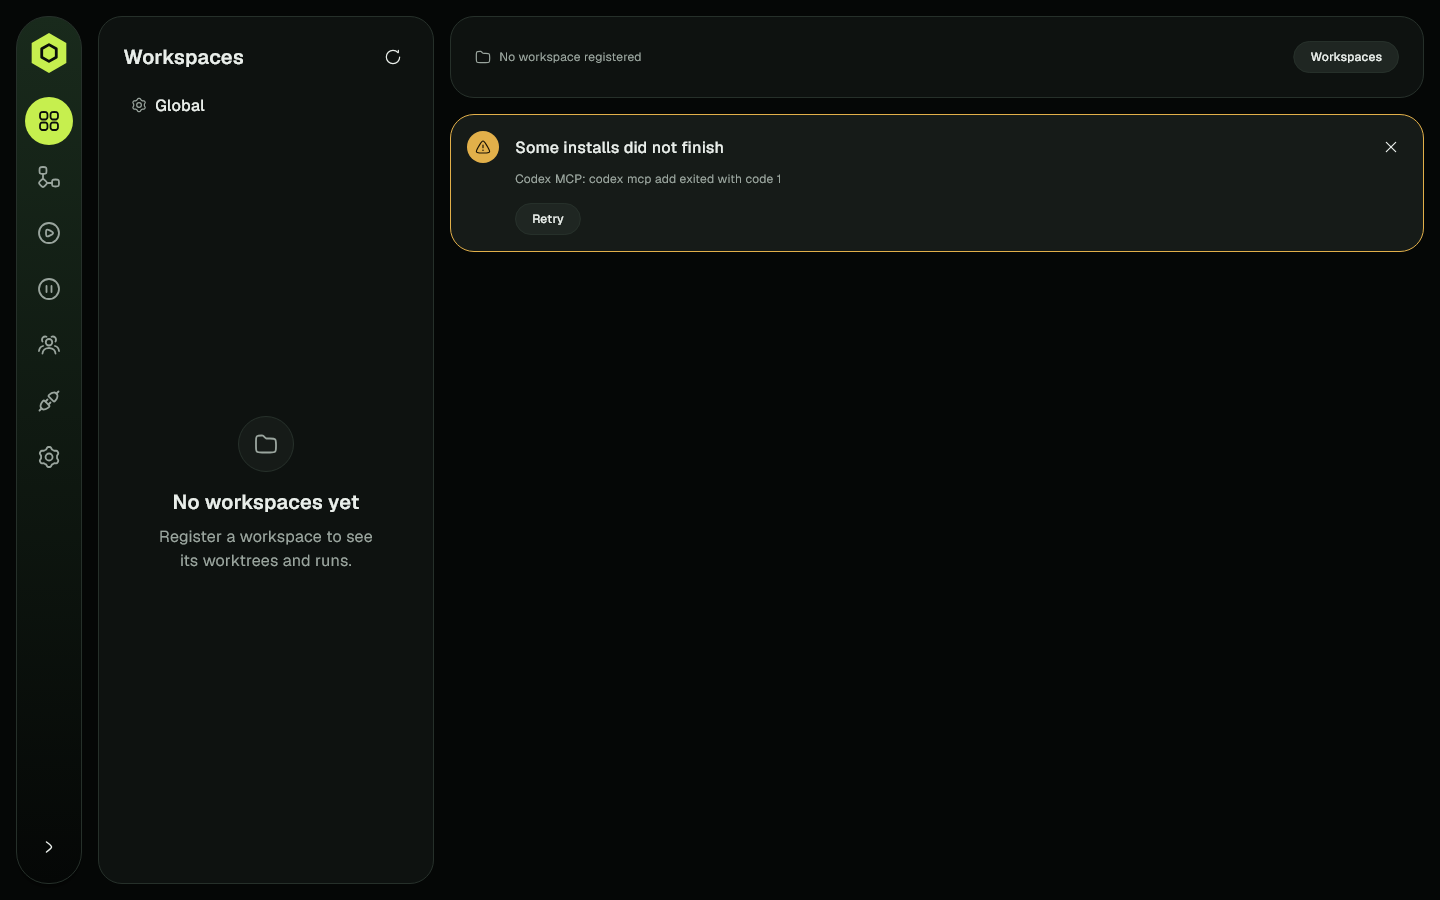 Workspaces
Global
No workspaces yet
Register a workspace to see
its worktrees and runs.
No workspace registered
Workspaces
Some installs did not finish
Codex MCP: codex mcp add exited with code 1
Retry